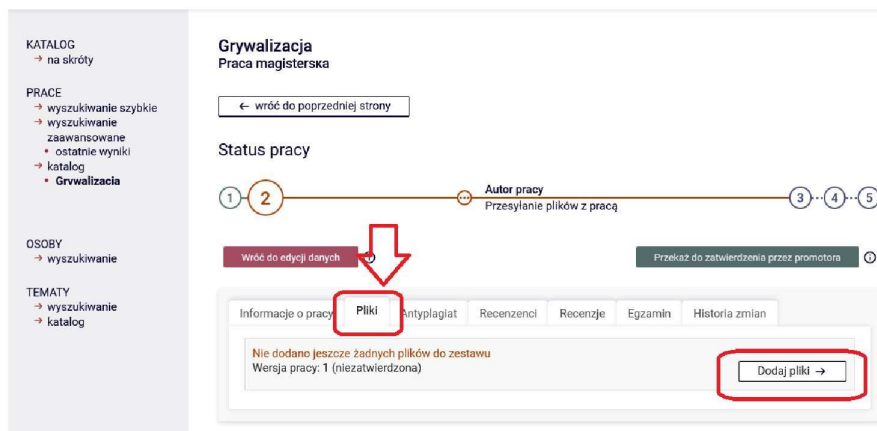 KATALOG
→ na skróty
PRACE
→ wyszukiwanie szybkie
→ wyszukiwanie
zaawansowane
• ostatnie wyniki
→ katalog
• Grywalizacja
OSOBY
→ wyszukiwanie
TEMATY
→ wyszukiwanie
→ katalog
Grywalizacja
Praca magisterska
← wróć do poprzedniej strony
Status pracy
1 2 Autor pracy 3 4 5
Przesyłanie plików z pracą
Wróć do edycji danych Przekaż do zatwierdzenia przez promotora
Informacje o pracy Pliki Antyplagiat Recenzenci Recenzje Egzamin Historia zmian
Nie dodano jeszcze żadnych plików do zestawu
Wersja pracy: 1 (niezatwierdzona)
Dodaj pliki →